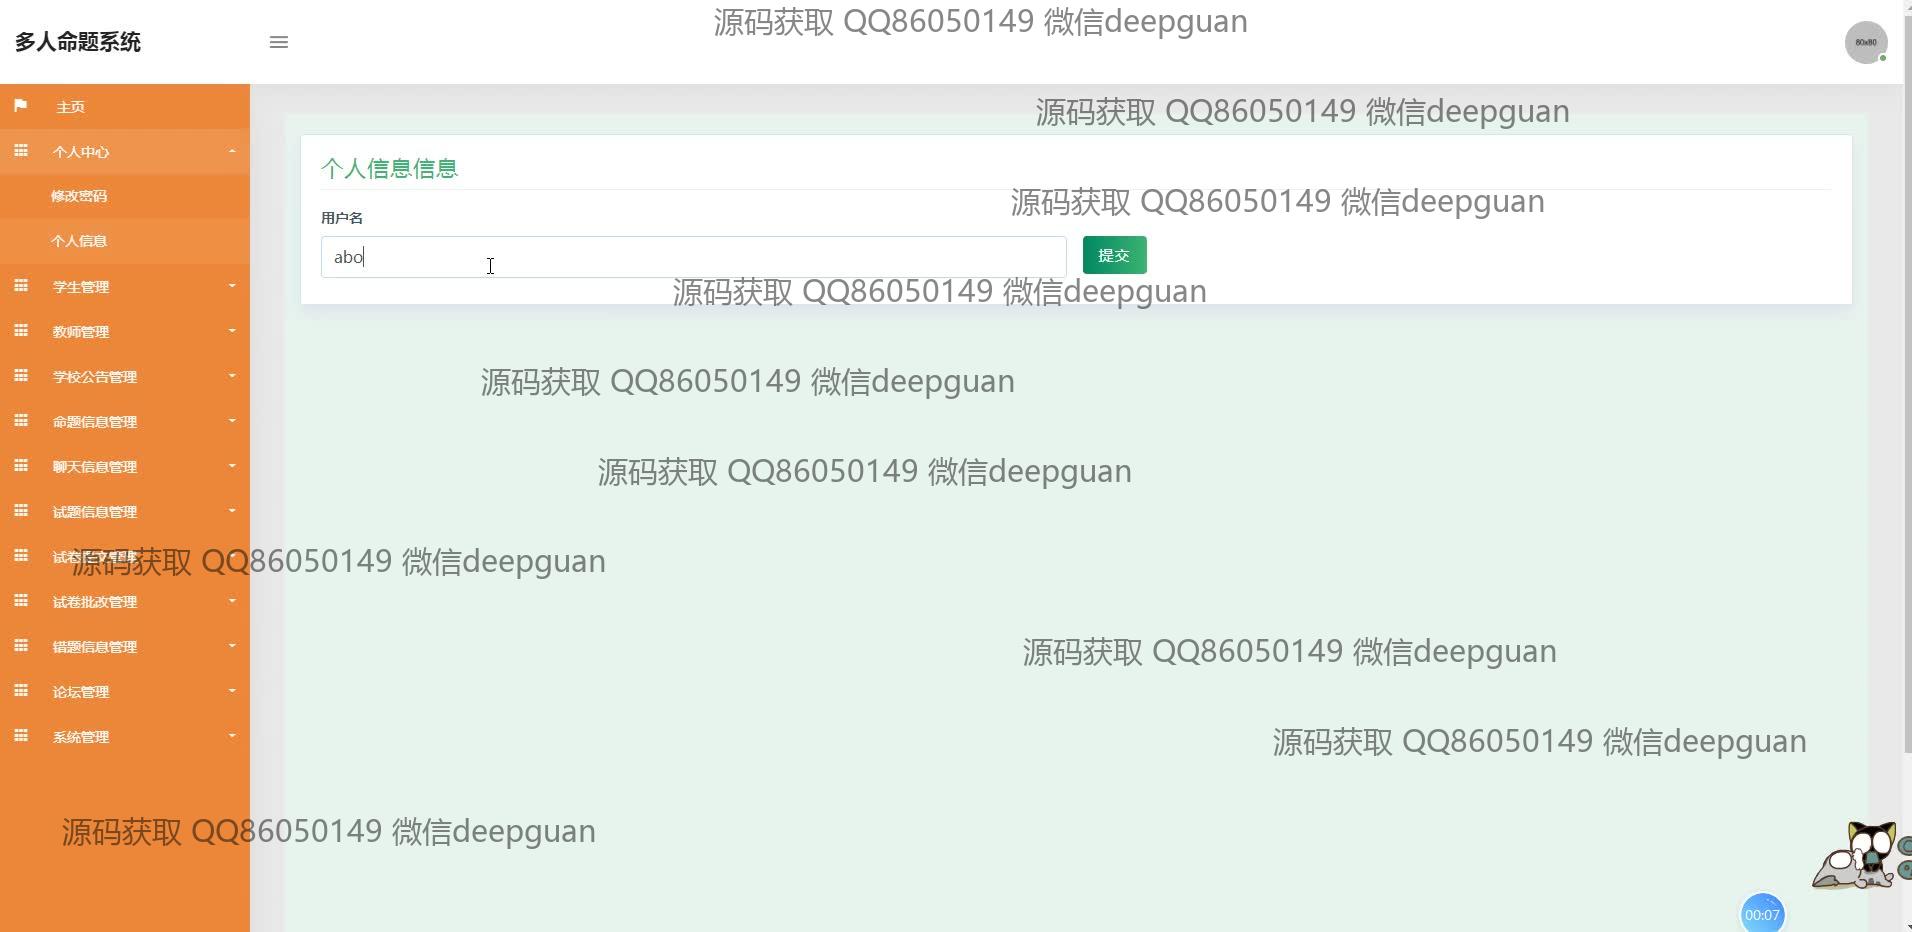 源码获取 QQ86050149 微信deepguan
多人命题系统
80x80
主页
源码获取 QQ86050149 微信deepguan
个人中心
个人信息信息
修改密码
源码获取 QQ86050149 微信deepguan
用户名
个人信息
abo
提交
学生管理
源码获取 QQ86050149 微信deepguan
教师管理
学校公告管理
源码获取 QQ86050149 微信deepguan
命题信息管理
聊天信息管理
源码获取 QQ86050149 微信deepguan
试题信息管理
源码获取 QQ86050149 微信deepguan
试卷批改管理
错题信息管理
源码获取 QQ86050149 微信deepguan
论坛管理
系统管理
源码获取 QQ86050149 微信deepguan
源码获取 QQ86050149 微信deepguan
00:07